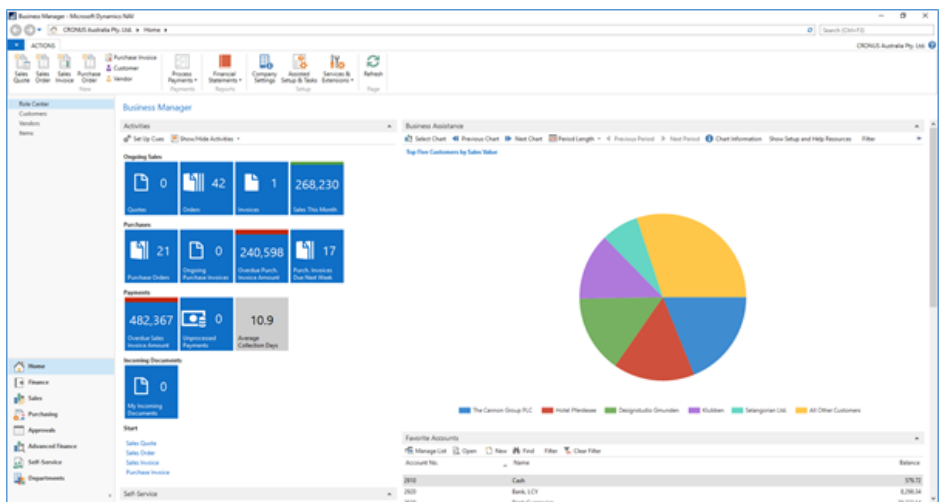 Business Manager - Microsoft Dynamics NAV
CRONUS Australia Pty. Ltd. ▸ Home ▸
Search (Ctrl+F3)
ACTIONS
CRONUS Australia Pty. Ltd.
Sales Quote
Sales Order
Sales Invoice
Purchase Order
Purchase Invoice
Customer
Vendor
New
Process Payments
Payments
Financial Statements
Reports
Company Settings
Assisted Setup & Tasks
Services & Extensions
Setup
Refresh
Page
Role Center
Customers
Vendors
Items
Home
Finance
Sales
Purchasing
Approvals
Advanced Finance
Self-Service
Departments
Business Manager
Activities
Set Up Cues Show/Hide Activities
Ongoing Sales
0 Quotes
42 Orders
1 Invoices
268,230 Sales This Month
Purchases
21 Purchase Orders
0 Ongoing Purchase Invoices
240,598 Overdue Purch. Invoice Amount
17 Purch. Invoices Due Next Week
Payments
482,367 Overdue Sales Invoice Amount
0 Unprocessed Payments
10.9 Average Collection Days
Incoming Documents
0 My Incoming Documents
Start
Sales Quote
Sales Order
Sales Invoice
Purchase Invoice
Self-Service
Business Assistance
Select Chart Previous Chart Next Chart Period Length Previous Period Next Period Chart Information Show Setup and Help Resources Filter
Top Five Customers by Sales Value
The Cannon Group PLC Hotel Pferdesee Designstudio Gmunden Klubben Selangorian Ltd. All Other Customers
Favorite Accounts
Manage List Open New Find Filter Clear Filter
Account No. Name Balance
2910 Cash 579.72
2920 Bank, LCY 8,298.34